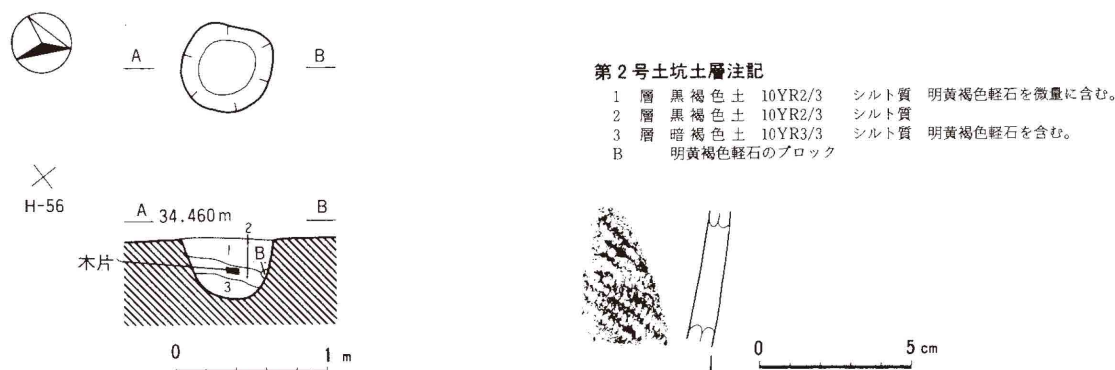 A B
H-56
A 34.460m B
2
1
B
木片
3
0 1 m
第2号土坑土層注記
1 層 黒褐色土 10YR2/3 シルト質 明黄褐色軽石を微量に含む。
2 層 黒褐色土 10YR2/3 シルト質
3 層 暗褐色土 10YR3/3 シルト質 明黄褐色軽石を含む。
B 明黄褐色軽石のブロック
0 5 cm